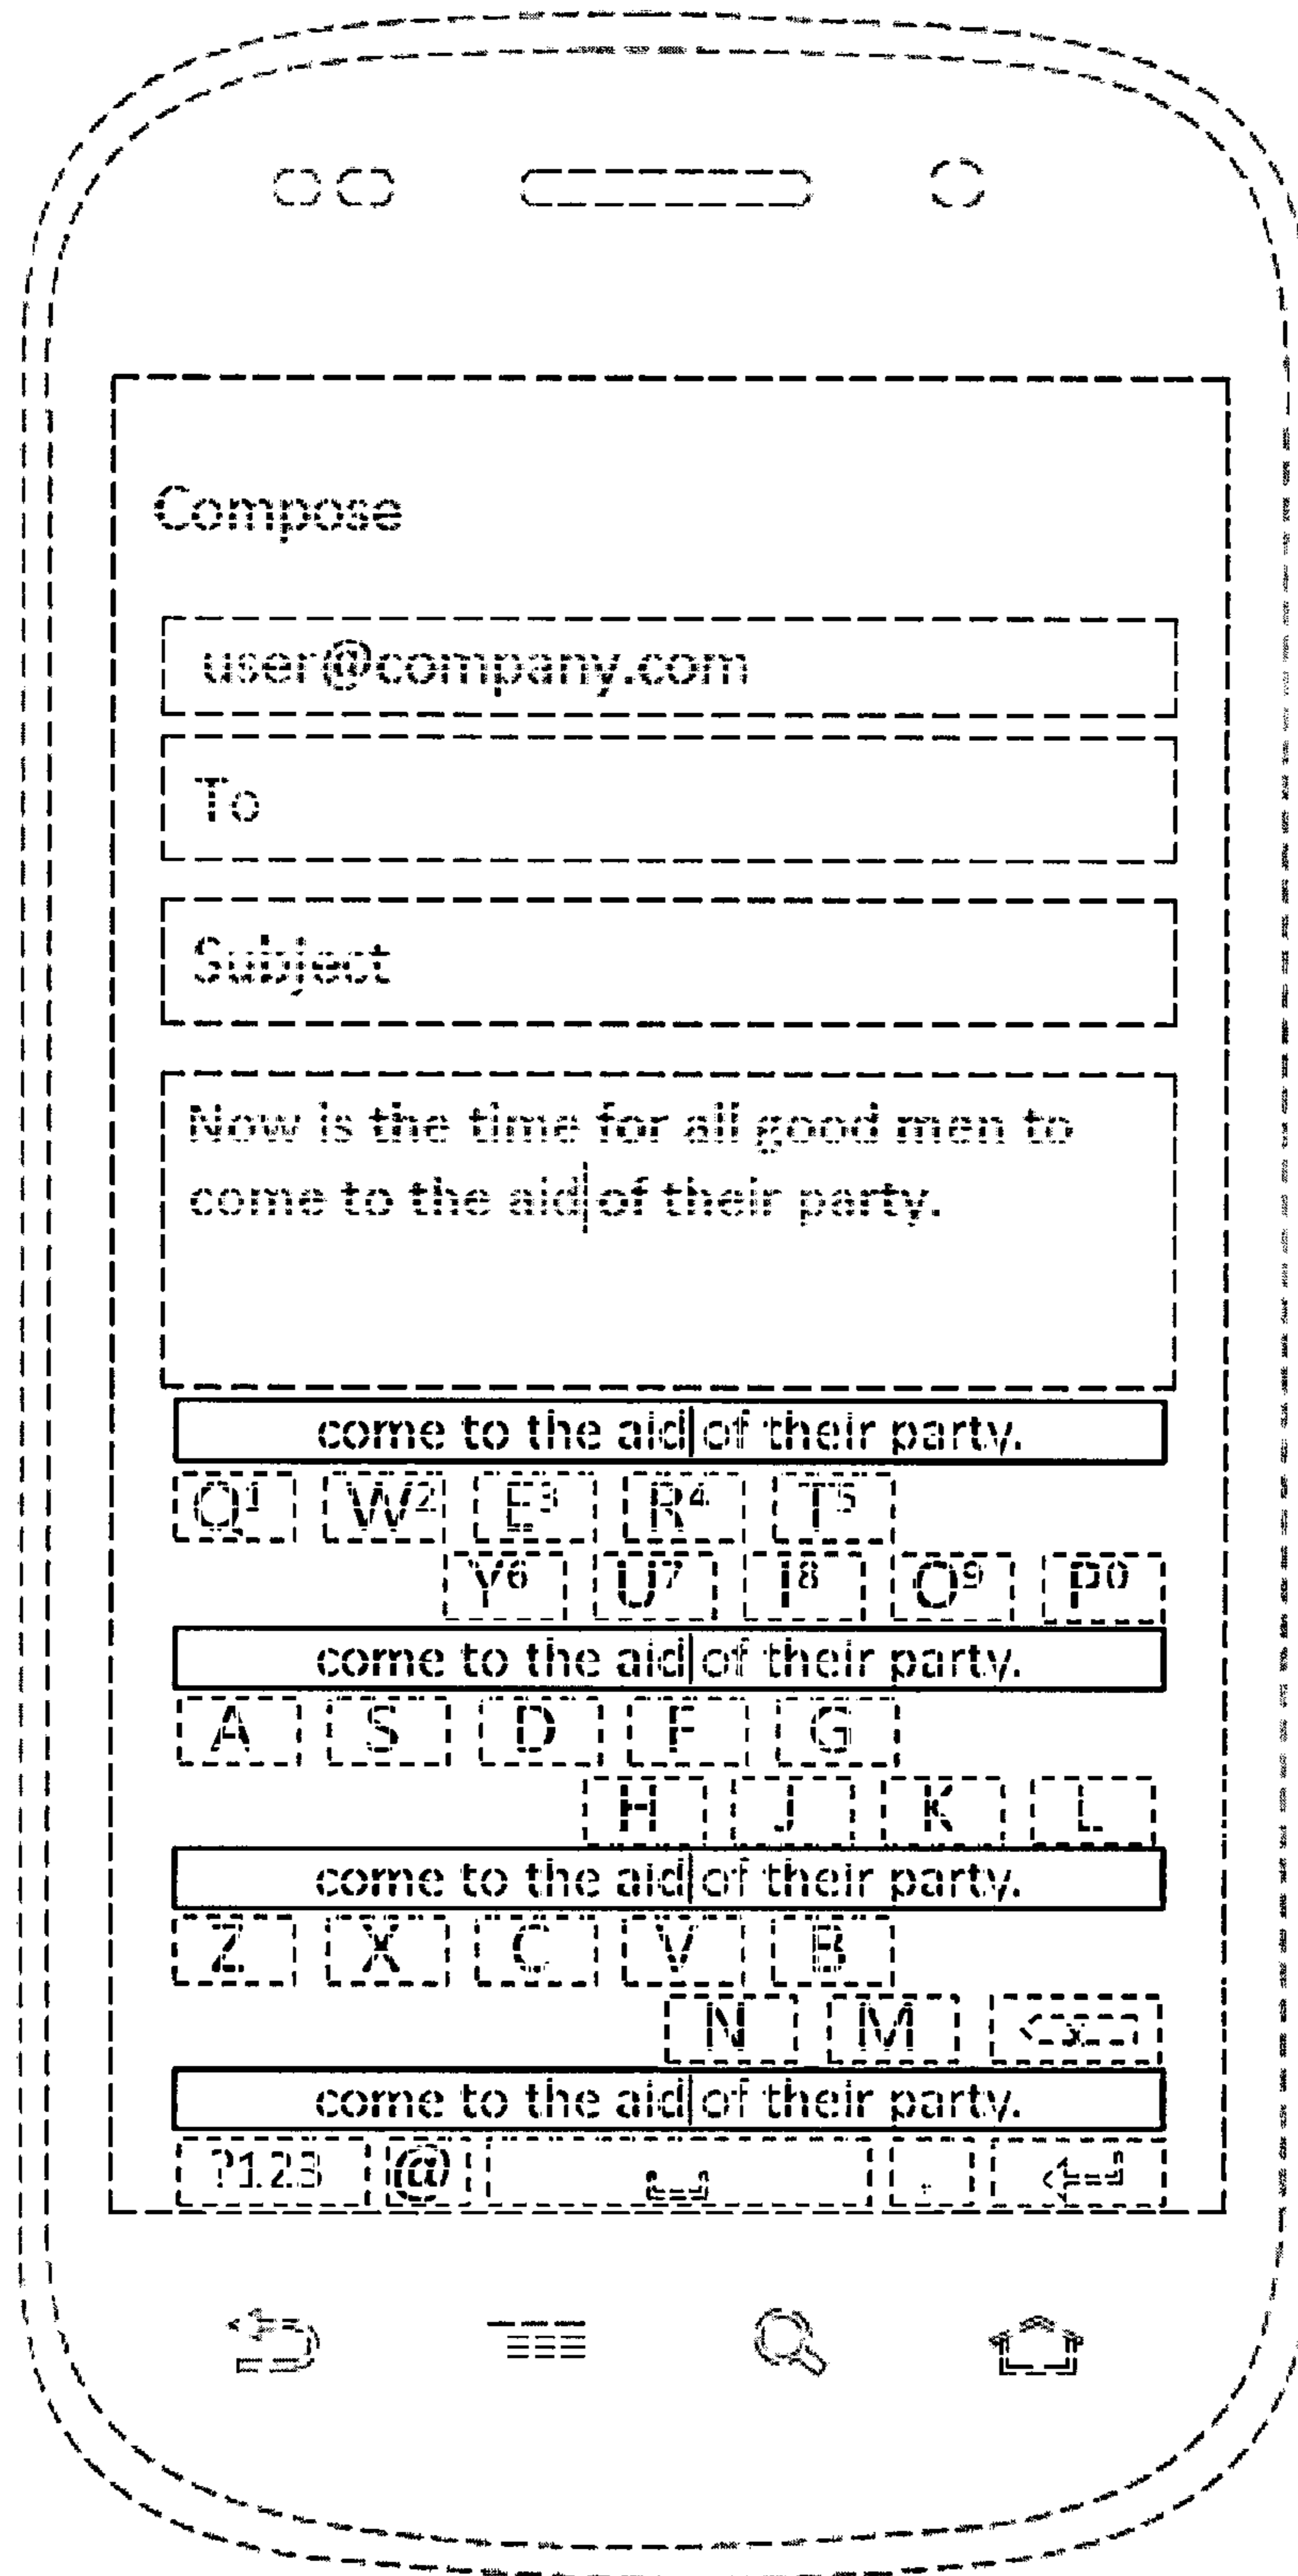 Compose
user@company.com
To
Subject
Now is the time for all good men to
come to the aid of their party.
come to the aid of their party.
Q1 W2 E3 R4 T5
Y6 U7 I8 O9 P0
come to the aid of their party.
A S D F G
H J K L
come to the aid of their party.
Z X C V B
N M x
come to the aid of their party.
?123 @ .